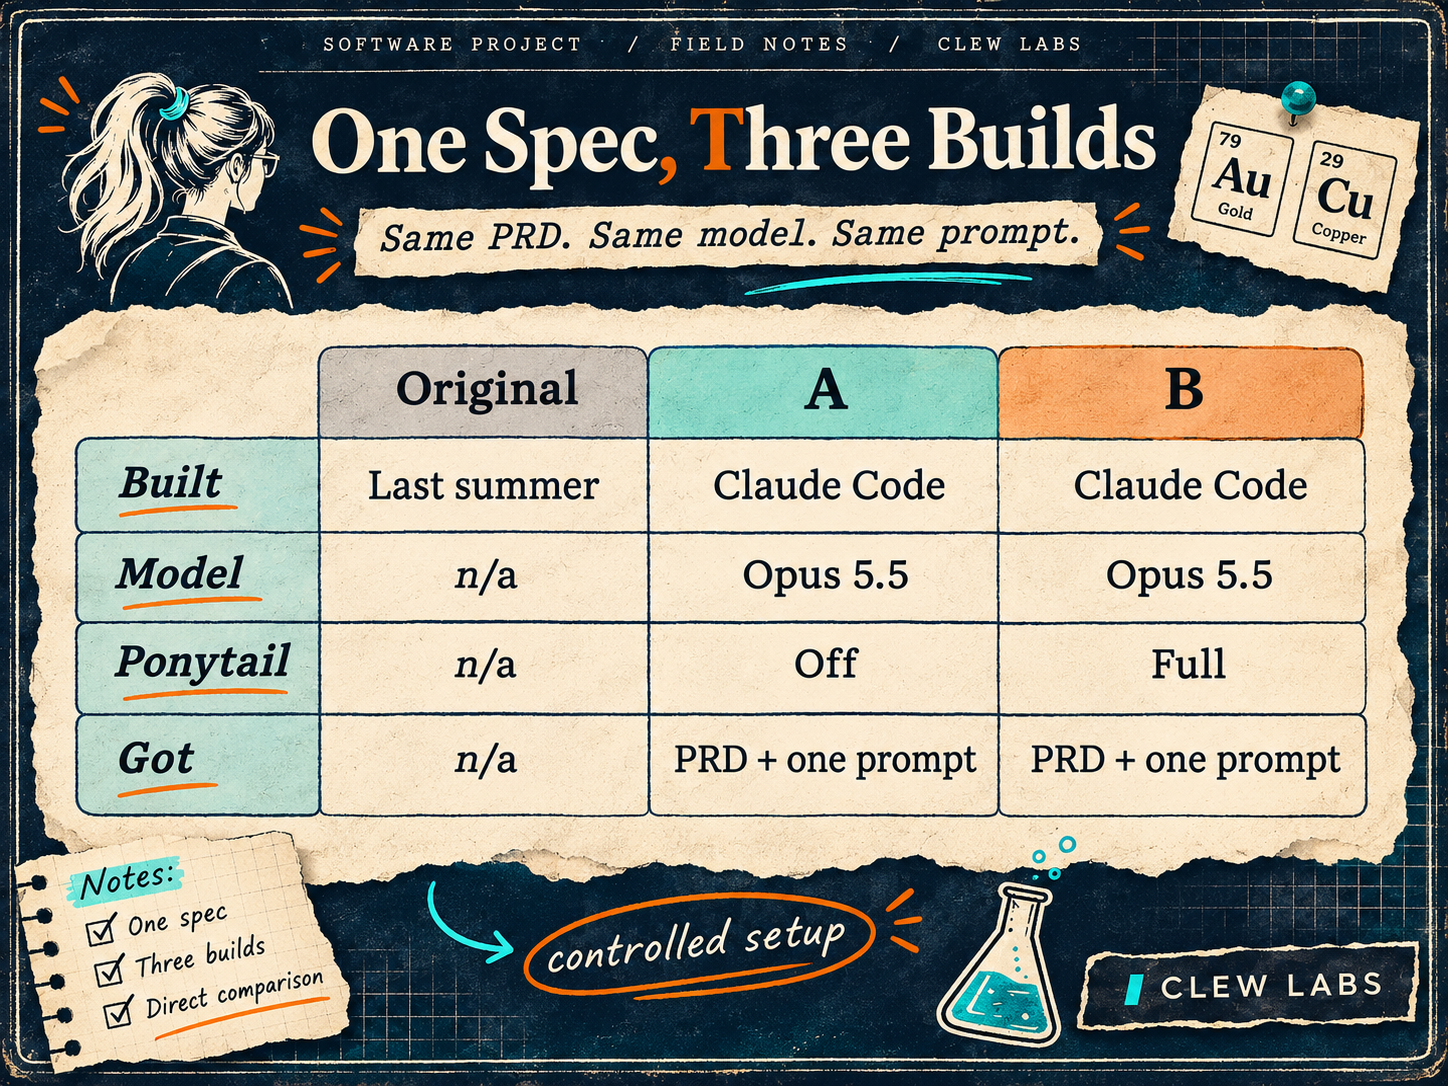 SOFTWARE PROJECT / FIELD NOTES / CLEW LABS
One Spec, Three Builds
Same PRD. Same model. Same prompt.
79
Au
Gold
29
Cu
Copper
Original A B
Built Last summer Claude Code Claude Code
Model n/a Opus 5.5 Opus 5.5
Ponytail n/a Off Full
Got n/a PRD + one prompt PRD + one prompt
Notes:
One spec
Three builds
Direct comparison
controlled setup
CLEW LABS